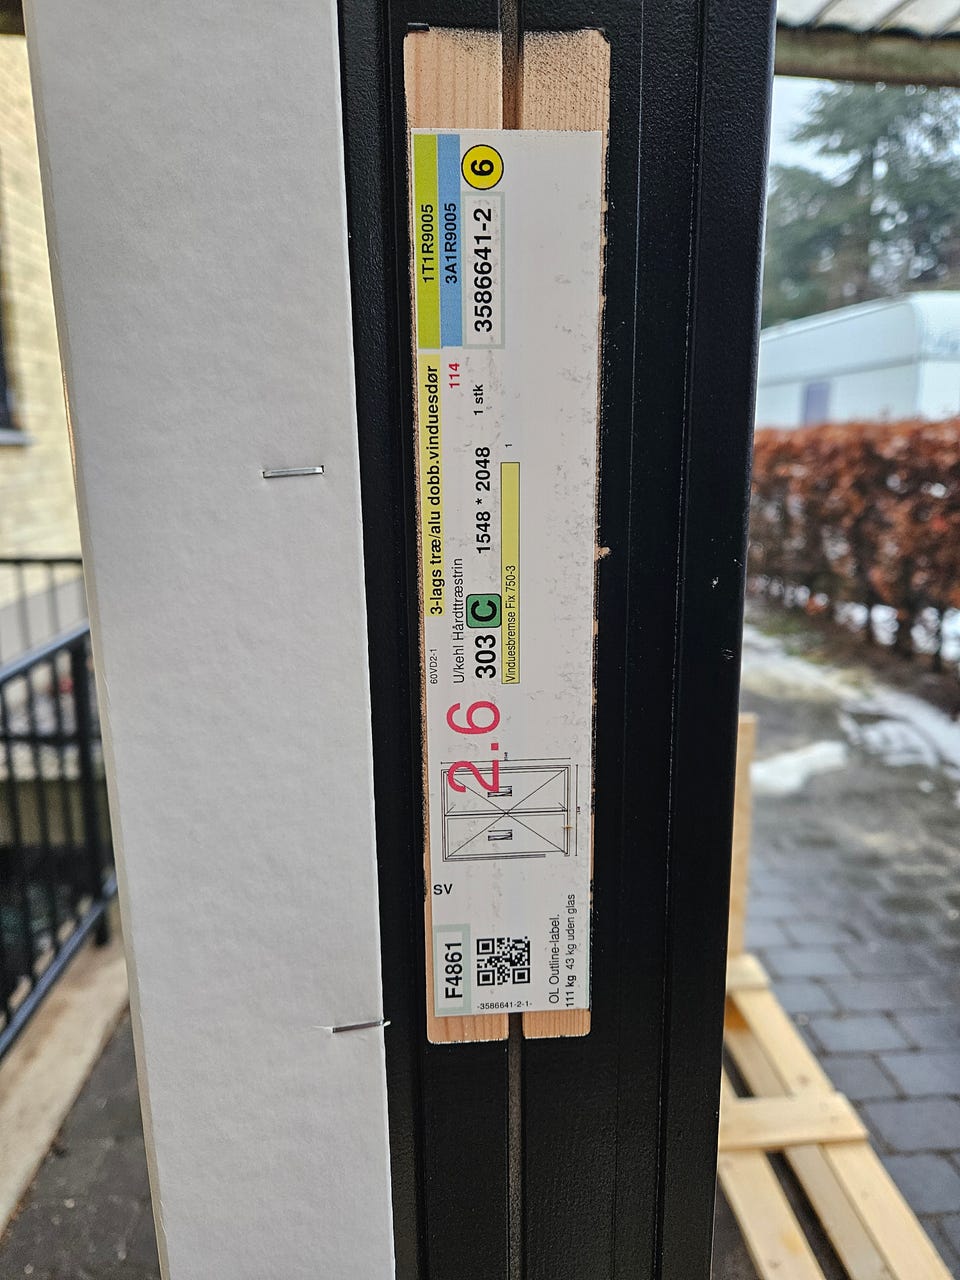 F4861
-3586641-2-1-
OL Outline-label.
111 kg 43 kg uden glas
SV
2.6
60VD2-1
3-lags træ/alu dobb.vinduesdør
U/kehl Hårdttræstrin
114
303 C 1548 * 2048 1 stk
Vinduesbremse Fix 750-3 1
1T1R9005
3A1R9005
3586641-2
6